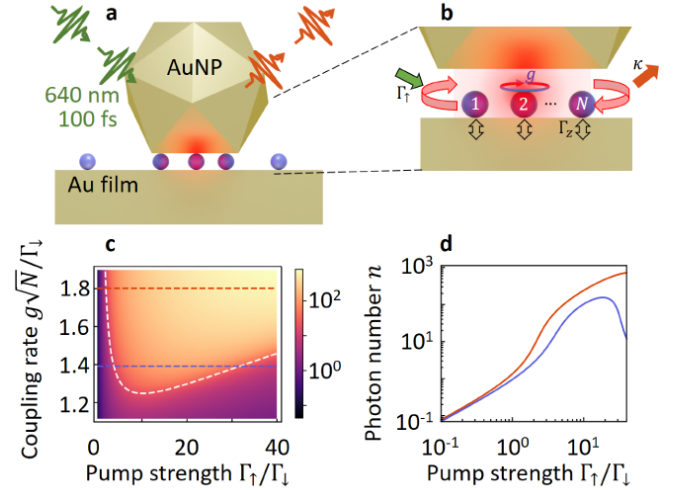 a
AuNP
640 nm
100 fs
Au film
b
g
κ
Γ↑
1
2
...
N
Γz
c
Coupling rate g√N/Γ↓
1.8
1.6
1.4
1.2
0
20
40
Pump strength Γ↑/Γ↓
10²
10⁰
d
Photon number n
10³
10¹
10⁻¹
10⁻¹
10⁰
10¹
Pump strength Γ↑/Γ↓